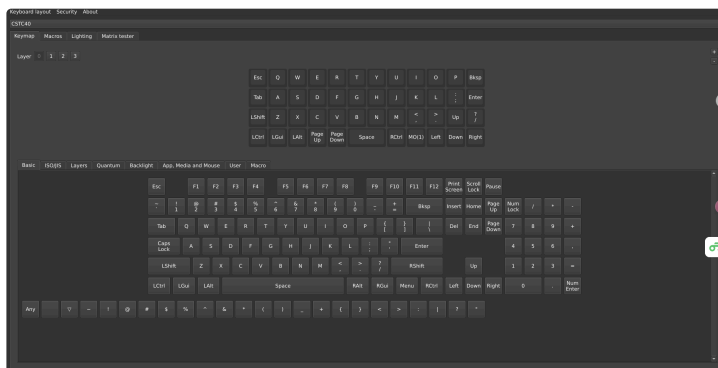 Keyboard layout Security About
CSTC40
Keymap Macros Lighting Matrix tester
Layer 0 1 2 3
+
-
Esc Q W E R T Y U I O P Bksp
Tab A S D F G H J K L : ; Enter
LShift Z X C V B N M < , > . Up ? /
LCtrl LGui LAlt Page Up Page Down Space RCtrl MO(1) Left Down Right
Basic ISO/JIS Layers Quantum Backlight App, Media and Mouse User Macro
Esc F1 F2 F3 F4 F5 F6 F7 F8 F9 F10 F11 F12 Print Screen Scroll Lock Pause
~ ` ! 1 @ 2 # 3 $ 4 % 5 ^ 6 & 7 * 8 ( 9 ) 0 _ - + = Bksp Insert Home Page Up Num Lock / * -
Tab Q W E R T Y U I O P { [ } ] | \ Del End Page Down 7 8 9 +
Caps Lock A S D F G H J K L : ; " ' Enter 4 5 6 ,
LShift Z X C V B N M < , > . ? / RShift Up 1 2 3 =
LCtrl LGui LAlt Space RAlt RGui Menu RCtrl Left Down Right 0 . Num Enter
Any ▽ ~ ! @ # $ % ^ & * ( ) _ + { } < > : | ? "